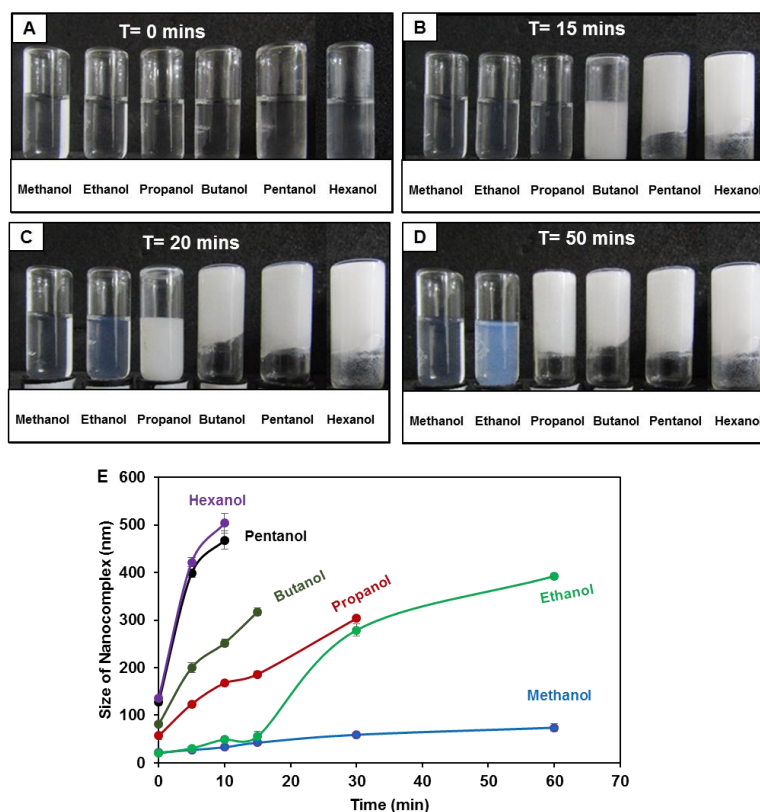 A
T= 0 mins
Methanol Ethanol Propanol Butanol Pentanol Hexanol
B
T= 15 mins
Methanol Ethanol Propanol Butanol Pentanol Hexanol
C
T= 20 mins
Methanol Ethanol Propanol Butanol Pentanol Hexanol
D
T= 50 mins
Methanol Ethanol Propanol Butanol Pentanol Hexanol
E
Size of Nanocomplex (nm)
600
500
400
300
200
100
0
Hexanol
Pentanol
Butanol
Propanol
Ethanol
Methanol
0 10 20 30 40 50 60 70
Time (min)